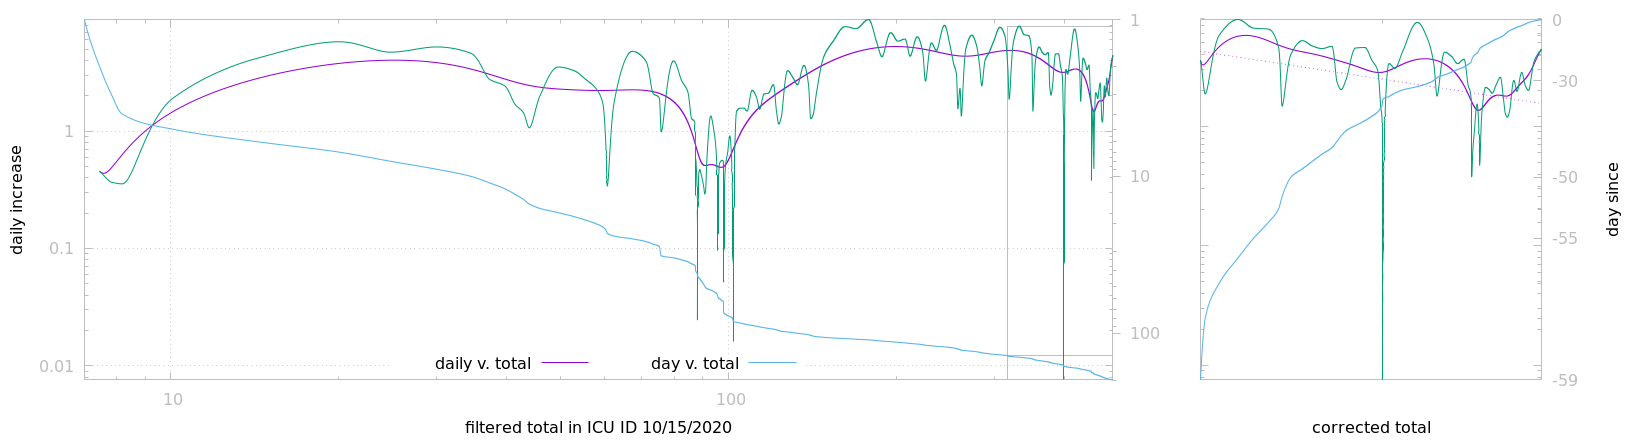 daily increase
1
0.1
0.01
10
100
filtered total in ICU ID 10/15/2020
daily v. total
day v. total
1
10
100
0
-30
-50
-55
-59
day since
corrected total